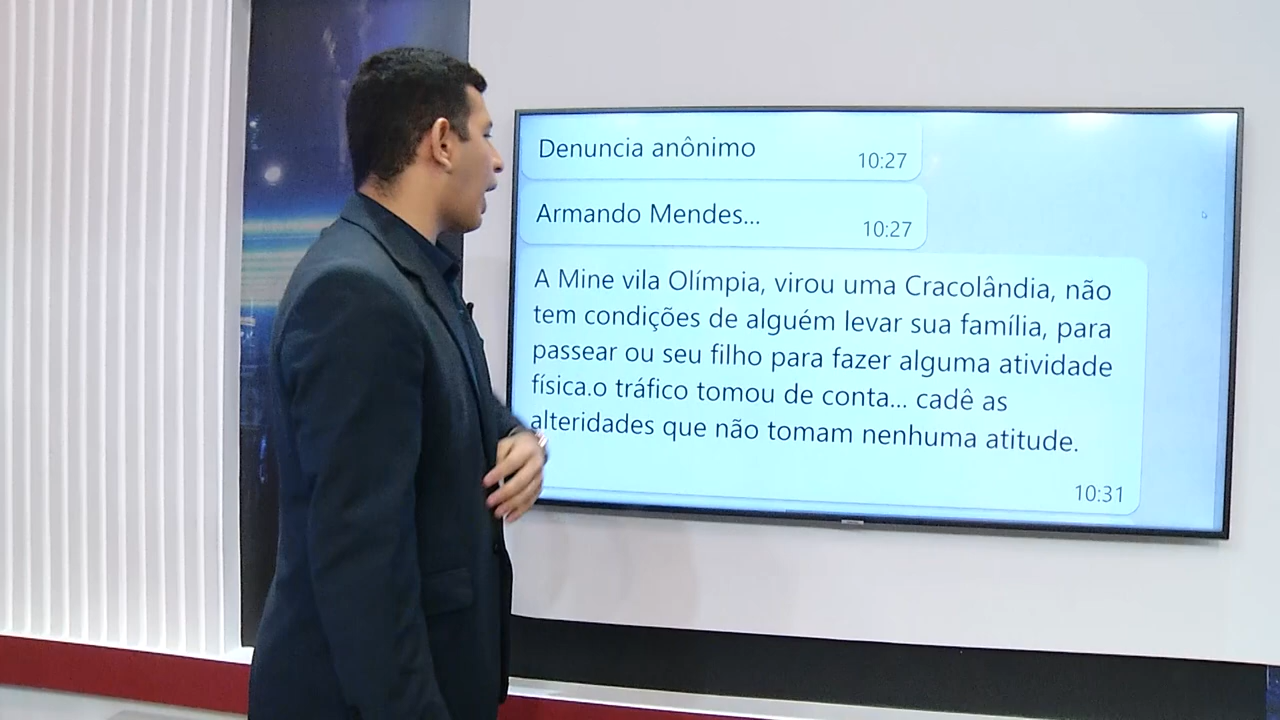 Denuncia anônimo
10:27
Armando Mendes...
10:27
A Mine vila Olímpia, virou uma Cracolândia, não
tem condições de alguém levar sua família, para
passear ou seu filho para fazer alguma atividade
física.o tráfico tomou de conta... cadê as
alteridades que não tomam nenhuma atitude.
10:31